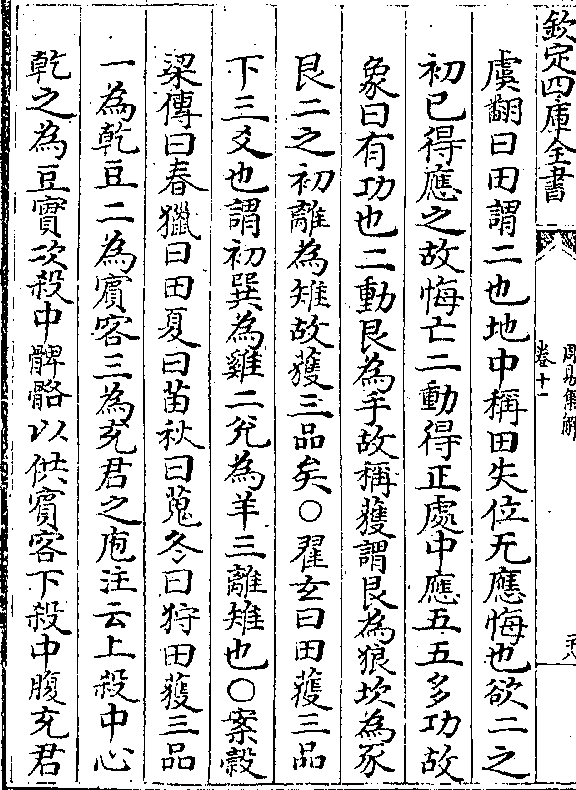 欽定四庫全書
周易集解
卷十一
虞翻曰田謂二也地中稱田失位无應悔也欲二之
初已得應之故悔亡二動得正處中應五五多功故
象曰有功也二動艮為手故稱獲謂艮為狼坎為豕
艮二之初離為雉故獲三品矣○翟玄曰田獲三品
下三爻也謂初巽為雞二兌為羊三離雉也○案穀
梁傳曰春獵曰田夏曰苗秋曰蒐冬曰狩田獲三品
一為乾豆二為賓客三為充君之庖注云上殺中心
乾之為豆實次殺中髀骼以供賓客下殺中腹充君